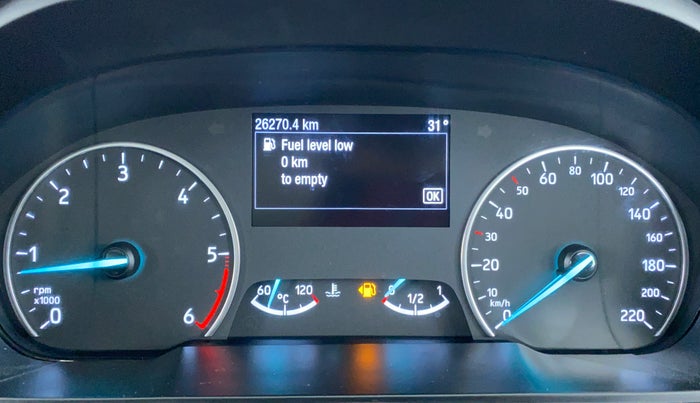 26270.4 km 31°
Fuel level low
0 km
to empty
OK
0 1 2 3 4 5 6
rpm
x1000
60 °C 120
0 1/2 1
0 10 20 30 40 50 60 80 100 120 140 160 180 200 220
km/h